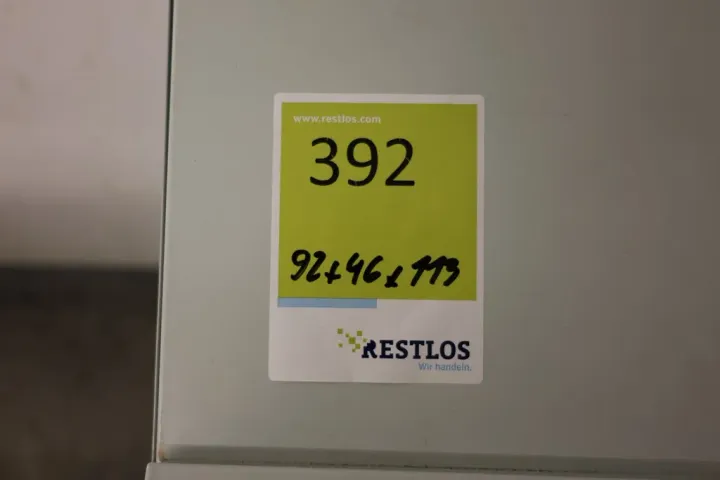 www.restlos.com
392
92x46x113
RESTLOS
Wir handeln.